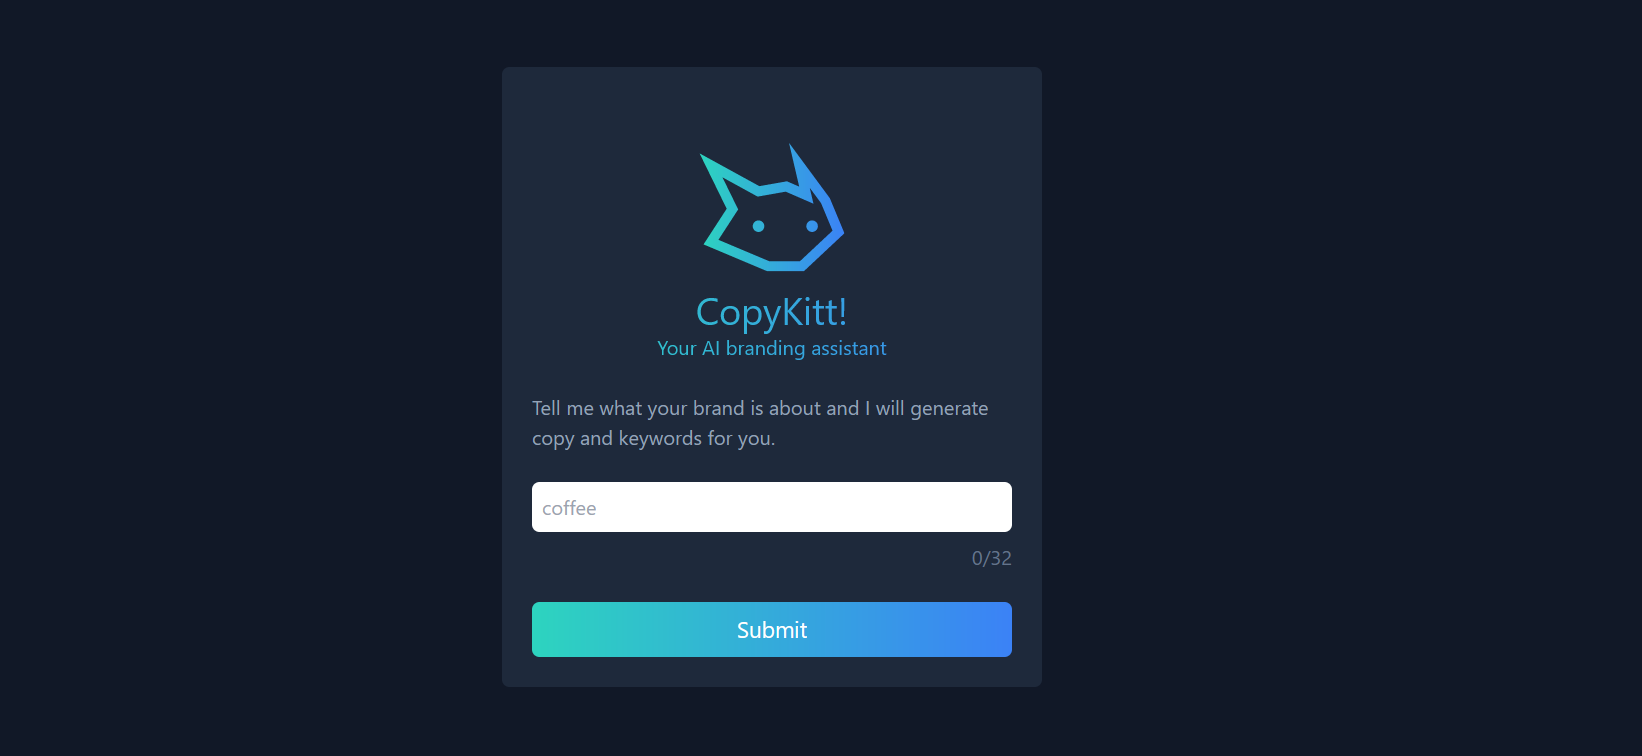 CopyKitt!
Your AI branding assistant
Tell me what your brand is about and I will generate
copy and keywords for you.
coffee
0/32
Submit